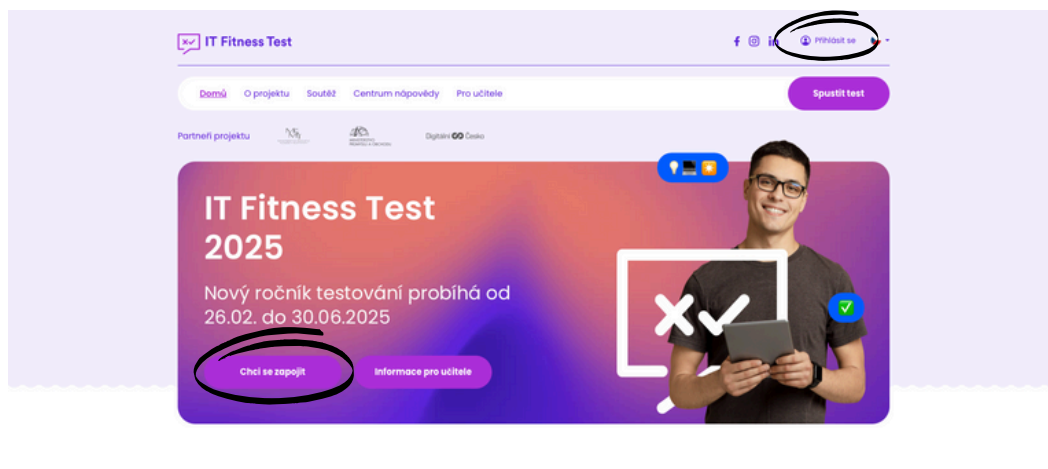 IT Fitness Test
Přihlásit se
Domů O projektu Soutěž Centrum nápovědy Pro učitele
Spustit test
Partneři projektu
Digitální Česko
IT Fitness Test
2025
Nový ročník testování probíhá od
26.02. do 30.06.2025
Chci se zapojit
Informace pro učitele